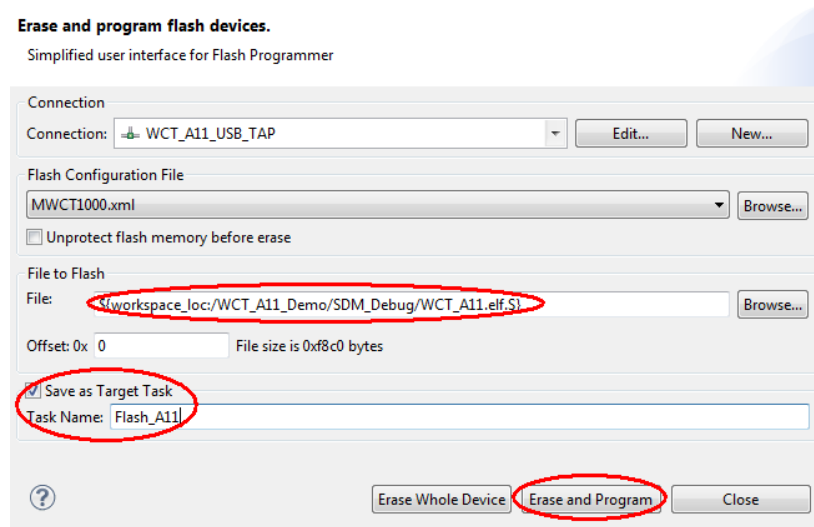 Erase and program flash devices.
Simplified user interface for Flash Programmer
Connection
Connection: WCT_A11_USB_TAP Edit... New...
Flash Configuration File
MWCT1000.xml Browse...
Unprotect flash memory before erase
File to Flash
File: ${workspace_loc:/WCT_A11_Demo/SDM_Debug/WCT_A11.elf.S} Browse...
Offset: 0x 0 File size is 0xf8c0 bytes
Save as Target Task
Task Name: Flash_A11
? Erase Whole Device Erase and Program Close